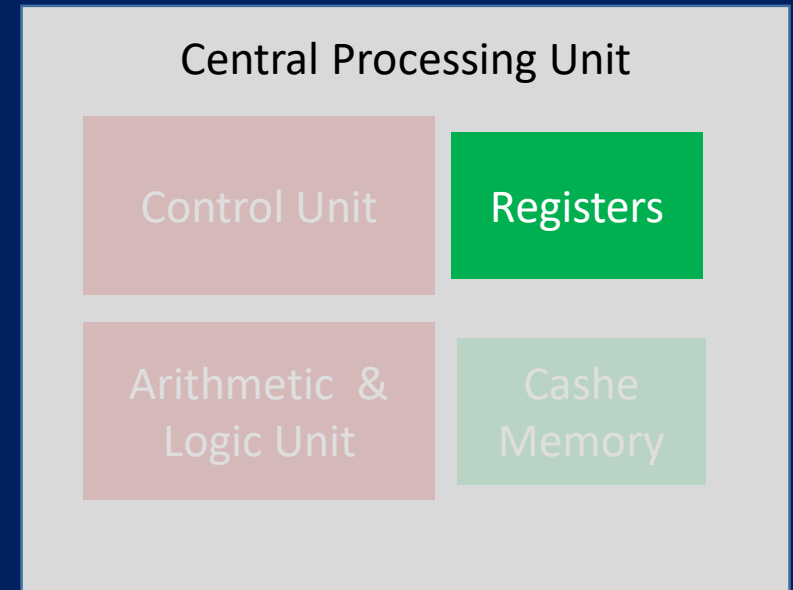 Central Processing Unit
Control Unit
Registers
Arithmetic &
Logic Unit
Cashe
Memory